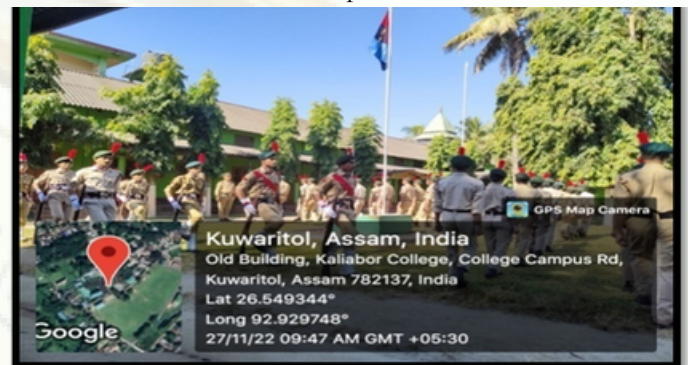 GPS Map Camera
Kuwaritol, Assam, India
Old Building, Kaliabor College, College Campus Rd,
Kuwaritol, Assam 782137, India
Lat 26.549344°
Long 92.929748°
27/11/22 09:47 AM GMT +05:30
Google